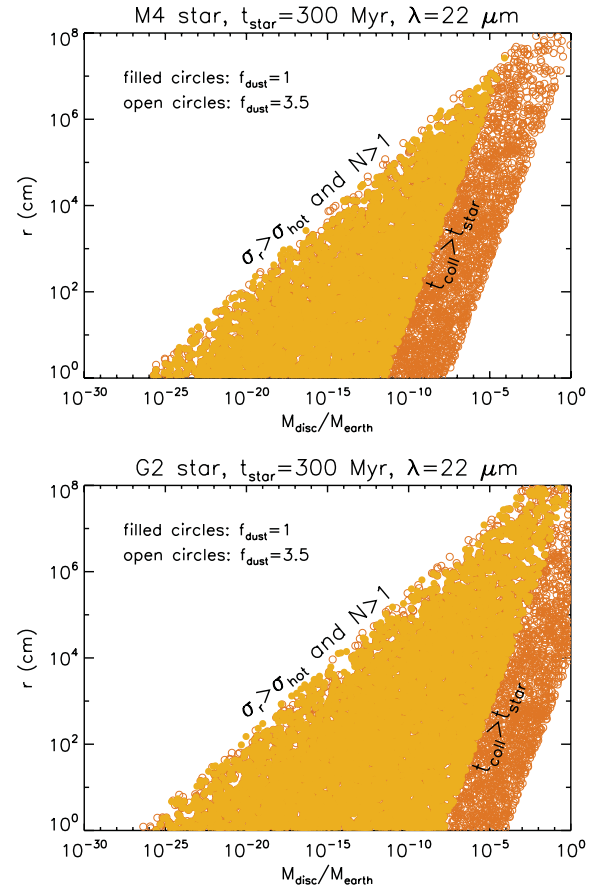 M4 star, t_star=300 Myr, λ=22 μm
filled circles: f_dust=1
open circles: f_dust=3.5
σ_r>σ_hot and N>1
t_coll>t_star
r (cm)
10^8
10^6
10^4
10^2
10^0
10^-30 10^-25 10^-20 10^-15 10^-10 10^-5 10^0
M_disc/M_earth
G2 star, t_star=300 Myr, λ=22 μm
filled circles: f_dust=1
open circles: f_dust=3.5
σ_r>σ_hot and N>1
t_coll>t_star
r (cm)
10^8
10^6
10^4
10^2
10^0
10^-30 10^-25 10^-20 10^-15 10^-10 10^-5 10^0
M_disc/M_earth